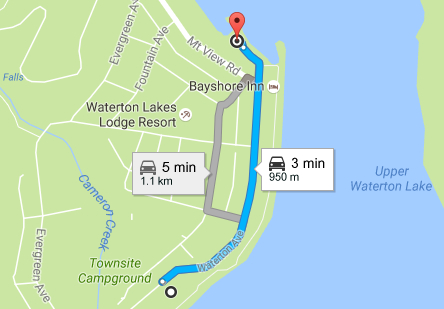 Evergreen Ave
Fountain Ave
Mt View Rd
Falls
Bayshore Inn
Waterton Lakes
Lodge Resort
5 min
1.1 km
3 min
950 m
Upper
Waterton Lake
Cameron Creek
Evergreen Ave
Waterton Ave
Townsite
Campground